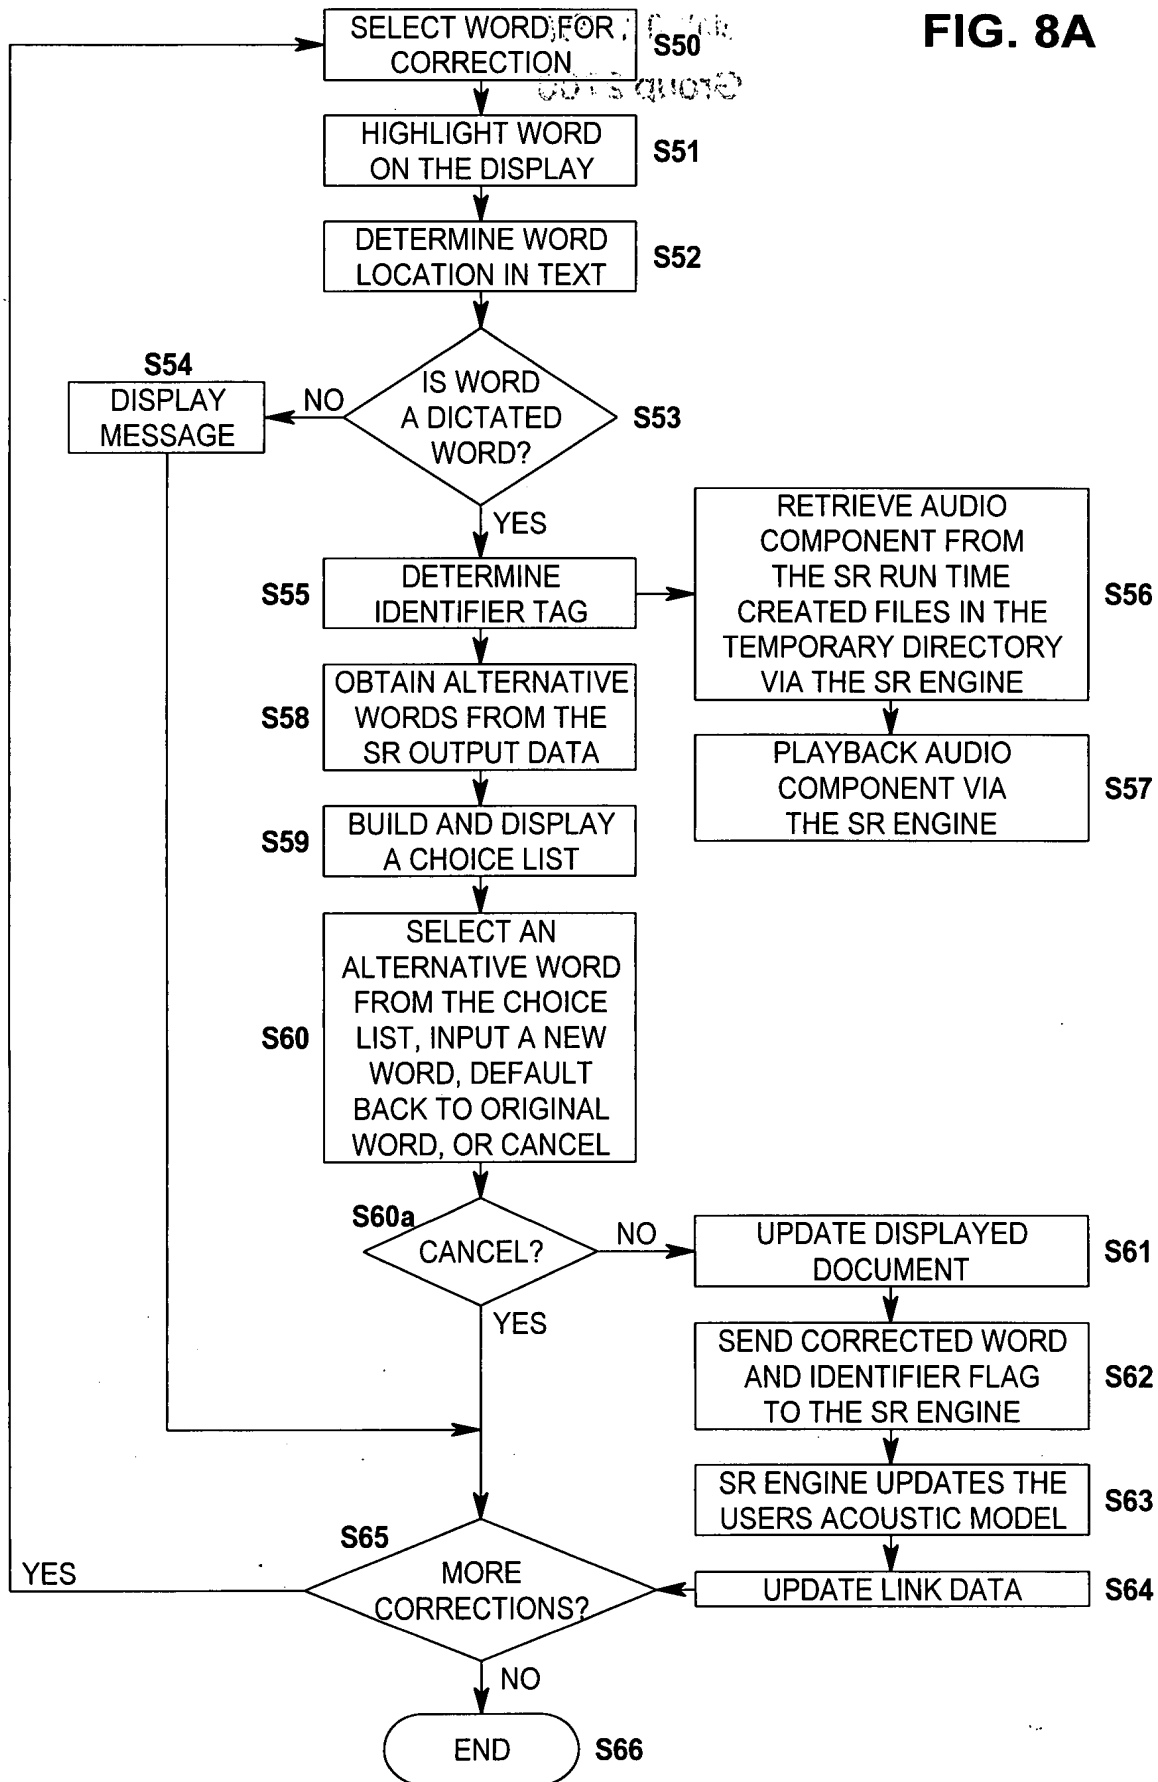 FIG. 8A
SELECT WORD FOR
CORRECTION
S50
HIGHLIGHT WORD
ON THE DISPLAY
S51
DETERMINE WORD
LOCATION IN TEXT
S52
IS WORD
A DICTATED
WORD?
S53
NO
S54
DISPLAY
MESSAGE
YES
S55
DETERMINE
IDENTIFIER TAG
RETRIEVE AUDIO
COMPONENT FROM
THE SR RUN TIME
CREATED FILES IN THE
TEMPORARY DIRECTORY
VIA THE SR ENGINE
S56
PLAYBACK AUDIO
COMPONENT VIA
THE SR ENGINE
S57
S58
OBTAIN ALTERNATIVE
WORDS FROM THE
SR OUTPUT DATA
S59
BUILD AND DISPLAY
A CHOICE LIST
S60
SELECT AN
ALTERNATIVE WORD
FROM THE CHOICE
LIST, INPUT A NEW
WORD, DEFAULT
BACK TO ORIGINAL
WORD, OR CANCEL
S60a
CANCEL?
NO
YES
UPDATE DISPLAYED
DOCUMENT
S61
SEND CORRECTED WORD
AND IDENTIFIER FLAG
TO THE SR ENGINE
S62
SR ENGINE UPDATES THE
USERS ACOUSTIC MODEL
S63
UPDATE LINK DATA
S64
S65
MORE
CORRECTIONS?
YES
NO
END
S66